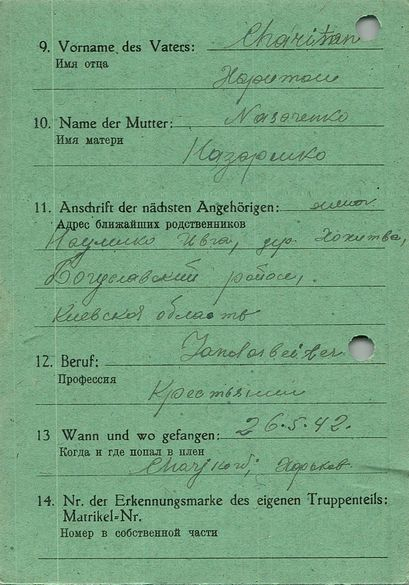 9. Vorname des Vaters: Charitan
Имя отца
Харитон
10. Name der Mutter: Nasarenko
Имя матери
Назаренко
11. Anschrift der nächsten Angehörigen: жена
Адрес ближайших родственников
Науменко Ивга, дер. Хохитва,
Богуславский район,
Киевская область
12. Beruf: Landarbeiter
Профессия
Крестьянин
13 Wann und wo gefangen: 26.5.42.
Когда и где попал в плен
Charjkow, Харьков
14. Nr. der Erkennungsmarke des eigenen Truppenteils:
Matrikel=Nr.
Номер в собственной части